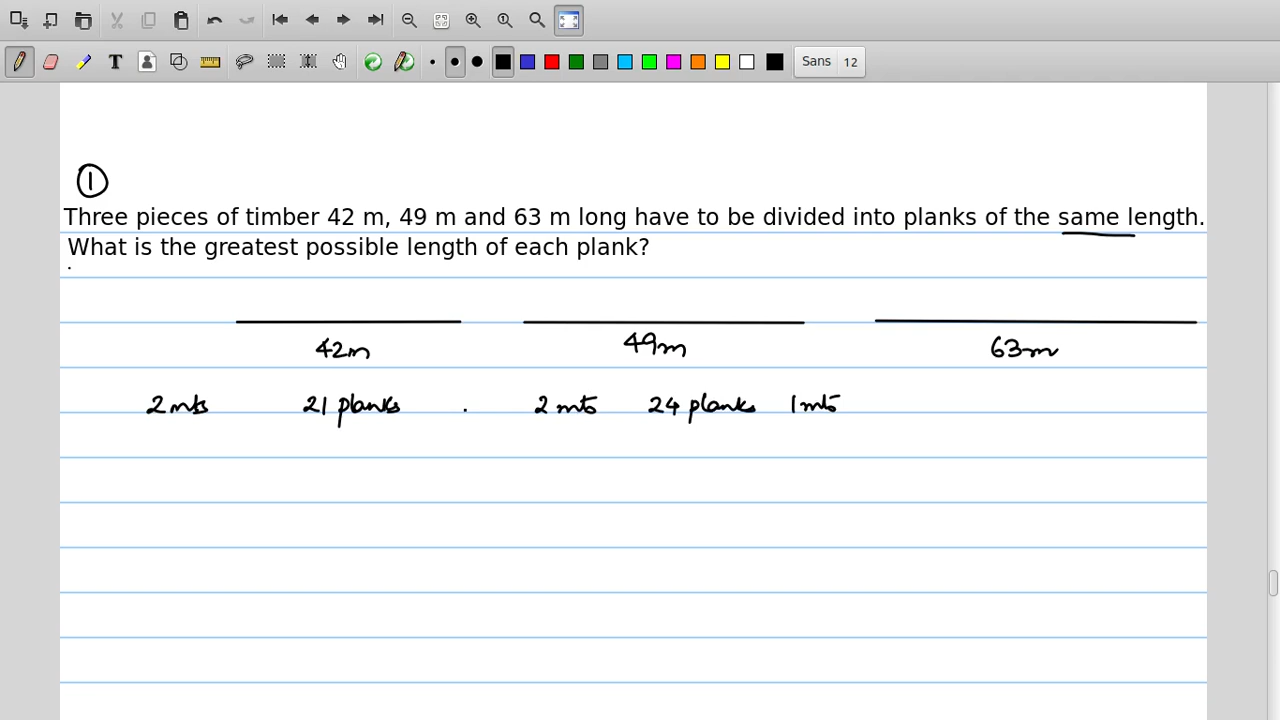 Sans 12
①
Three pieces of timber 42 m, 49 m and 63 m long have to be divided into planks of the same length.
What is the greatest possible length of each plank?
42m 49m 63m
2 mts 21 planks . 2 mts 24 planks 1 mts